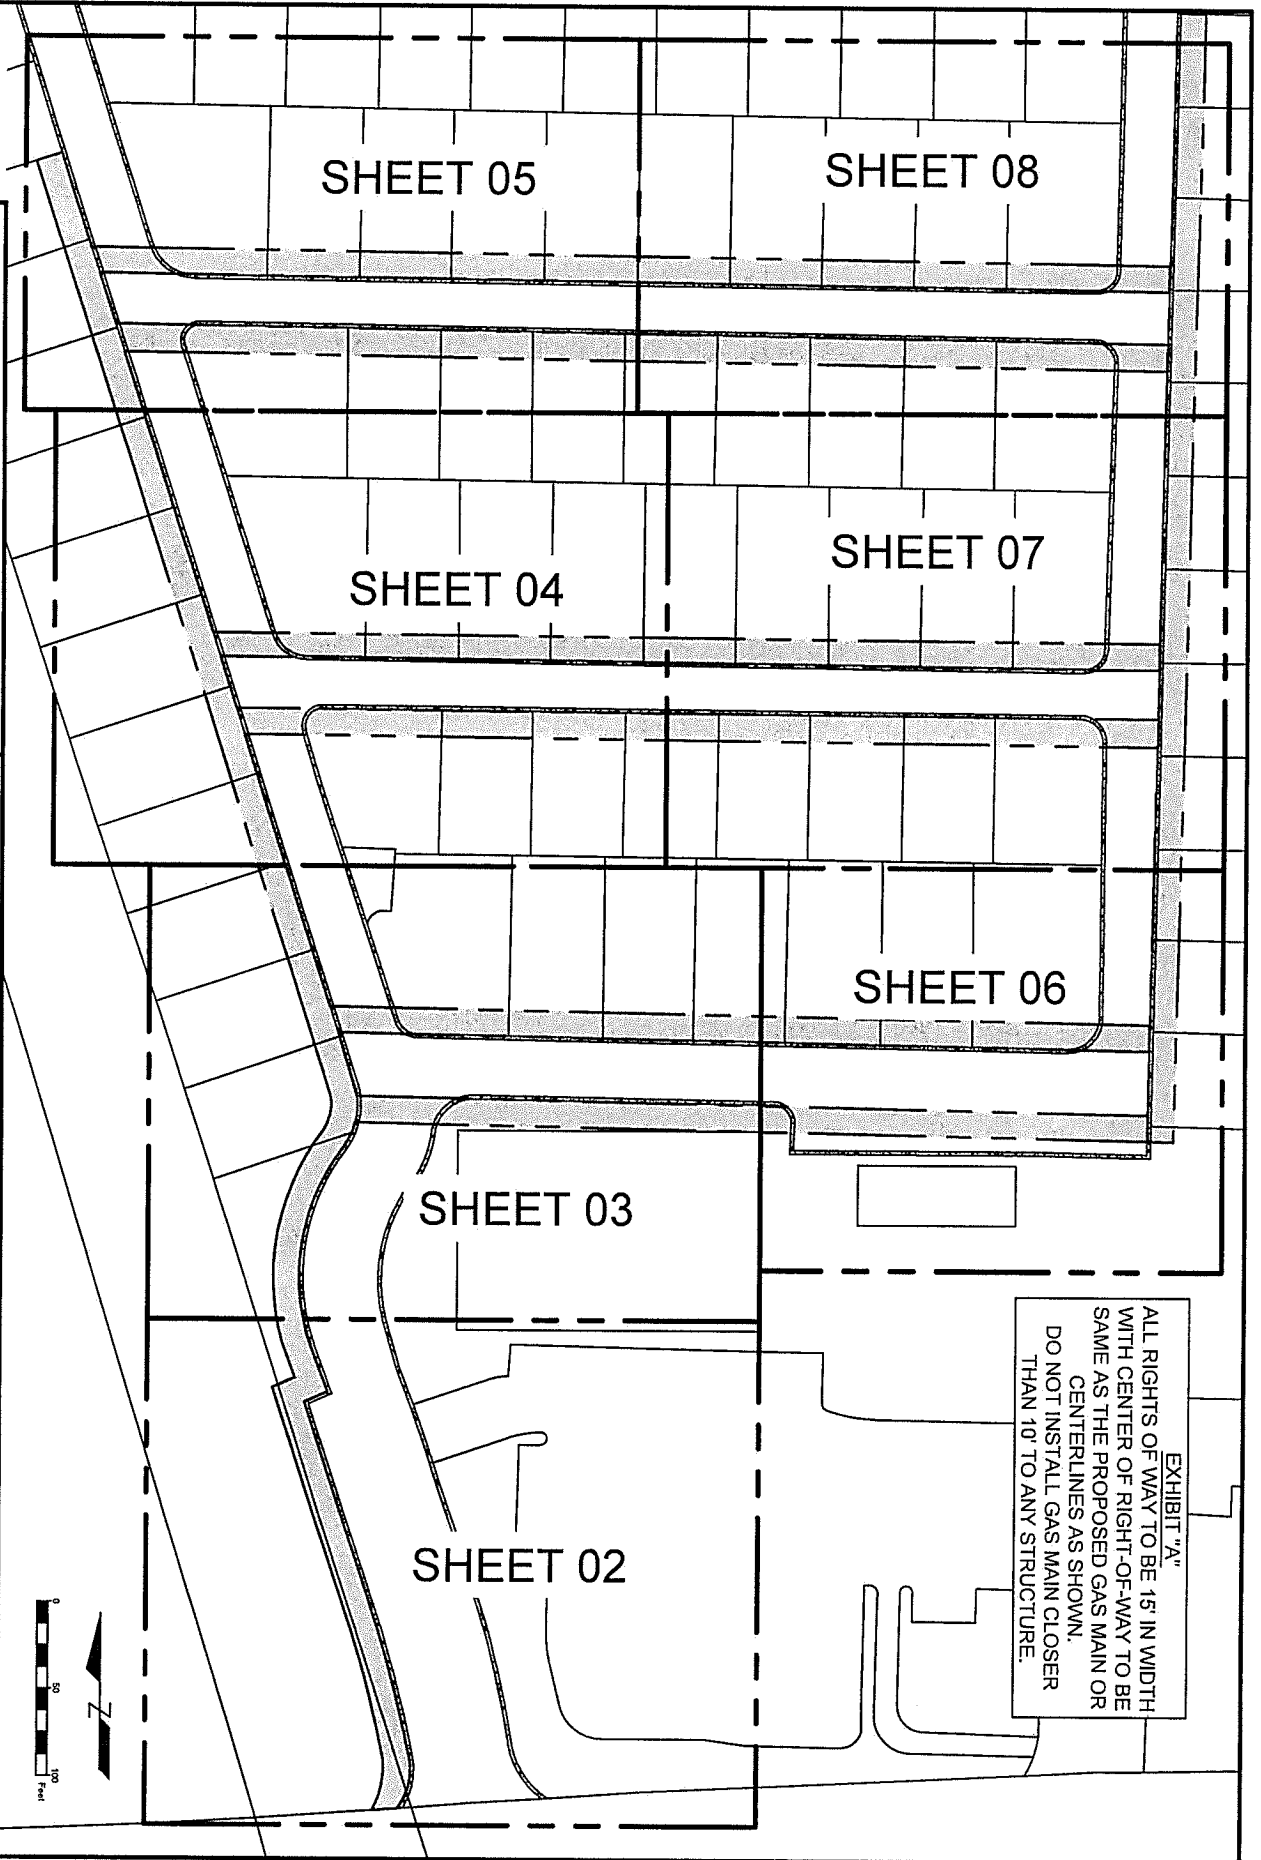 SHEET 05
SHEET 08
SHEET 04
SHEET 07
SHEET 06
SHEET 03
SHEET 02
EXHIBIT "A"
ALL RIGHTS OF WAY TO BE 15' IN WIDTH
WITH CENTER OF RIGHT-OF-WAY TO BE
SAME AS THE PROPOSED GAS MAIN OR
CENTERLINES AS SHOWN.
DO NOT INSTALL GAS MAIN CLOSER
THAN 10' TO ANY STRUCTURE.
N
0
50
100
Feet